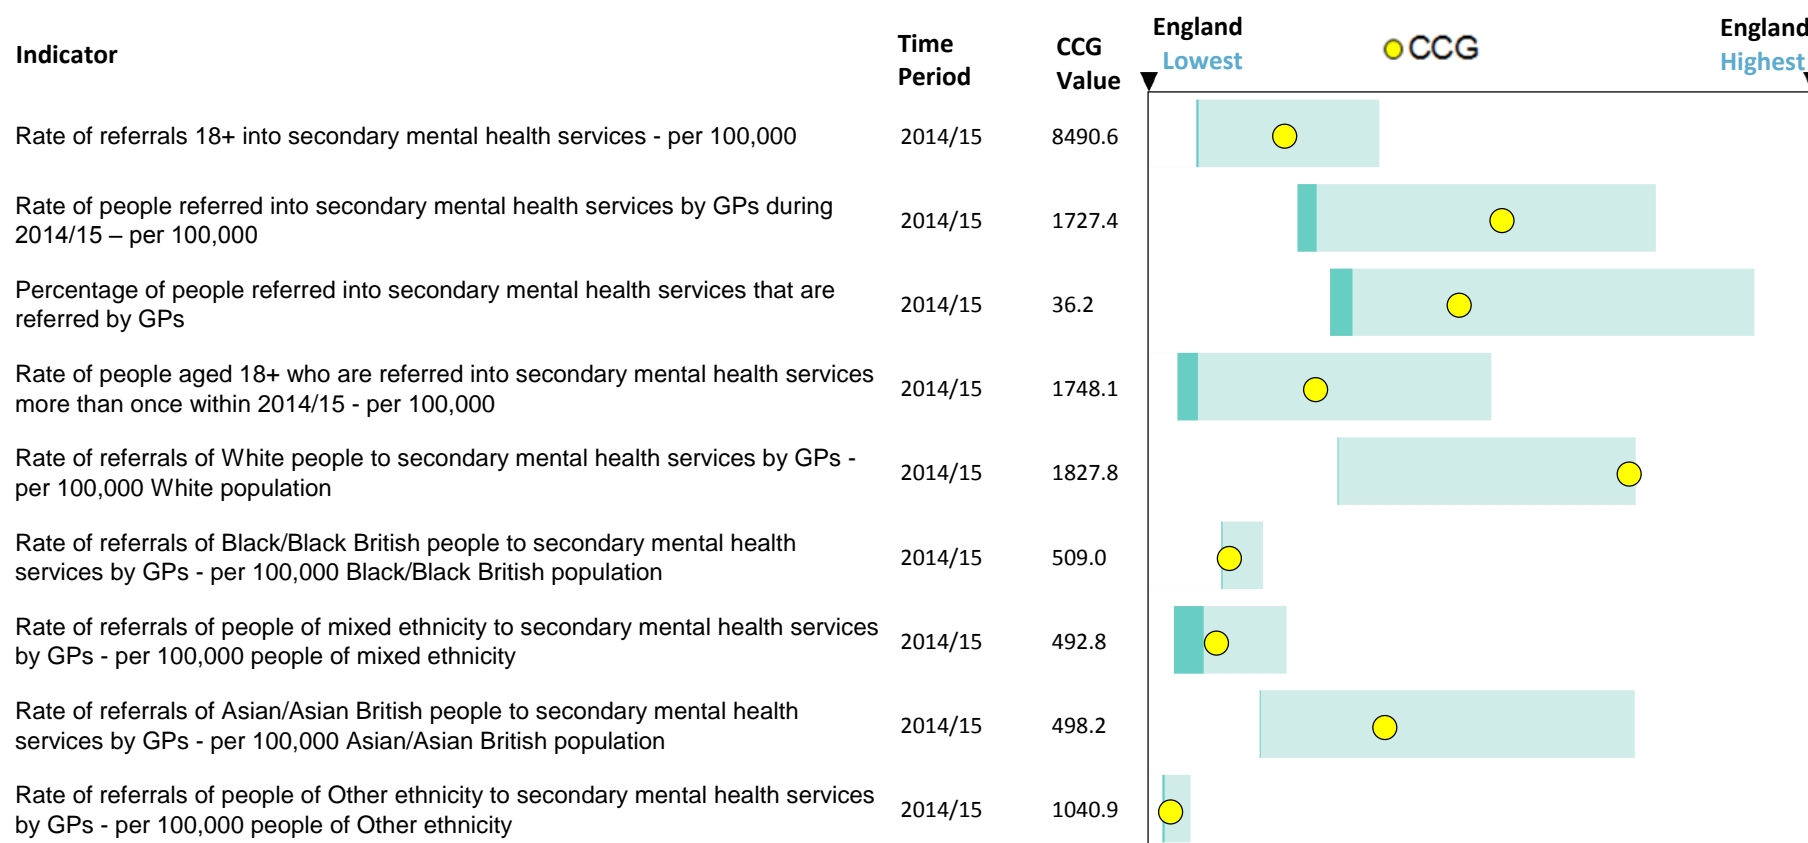 Indicator
Time Period
CCG Value
England Lowest
CCG
England Highest
Rate of referrals 18+ into secondary mental health services - per 100,000
2014/15
8490.6
Rate of people referred into secondary mental health services by GPs during
2014/15 – per 100,000
2014/15
1727.4
Percentage of people referred into secondary mental health services that are
referred by GPs
2014/15
36.2
Rate of people aged 18+ who are referred into secondary mental health services
more than once within 2014/15 - per 100,000
2014/15
1748.1
Rate of referrals of White people to secondary mental health services by GPs -
per 100,000 White population
2014/15
1827.8
Rate of referrals of Black/Black British people to secondary mental health
services by GPs - per 100,000 Black/Black British population
2014/15
509.0
Rate of referrals of people of mixed ethnicity to secondary mental health services
by GPs - per 100,000 people of mixed ethnicity
2014/15
492.8
Rate of referrals of Asian/Asian British people to secondary mental health
services by GPs - per 100,000 Asian/Asian British population
2014/15
498.2
Rate of referrals of people of Other ethnicity to secondary mental health services
by GPs - per 100,000 people of Other ethnicity
2014/15
1040.9